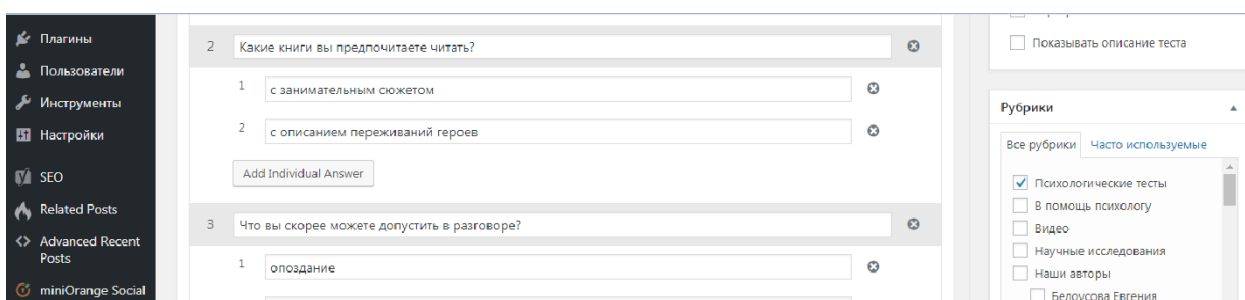 Плагины
Пользователи
Инструменты
Настройки
SEO
Related Posts
Advanced Recent
Posts
miniOrange Social
2 Какие книги вы предпочитаете читать?
1 с занимательным сюжетом
2 с описанием переживаний героев
Add Individual Answer
3 Что вы скорее можете допустить в разговоре?
1 опоздание
Показывать описание теста
Рубрики
Все рубрики Часто используемые
Психологические тесты
В помощь психологу
Видео
Научные исследования
Наши авторы
Белоусова Евгения